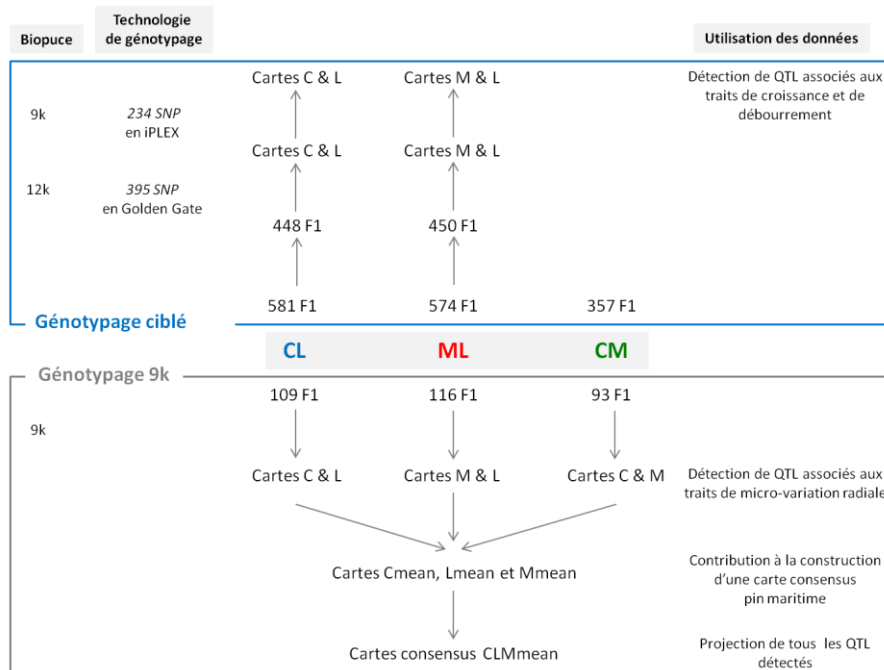 Biopuce
Technologie
de génotypage
Utilisation des données
Cartes C & L
Cartes M & L
Détection de QTL associés aux
traits de croissance et de
débourrement
9k
234 SNP
en iPLEX
Cartes C & L
Cartes M & L
12k
395 SNP
en Golden Gate
448 F1
450 F1
581 F1
574 F1
357 F1
Génotypage ciblé
CL
ML
CM
Génotypage 9k
109 F1
116 F1
93 F1
9k
Cartes C & L
Cartes M & L
Cartes C & M
Détection de QTL associés aux
traits de micro-variation radiale
Cartes Cmean, Lmean et Mmean
Contribution à la construction
d'une carte consensus
pin maritime
Cartes consensus CLMmean
Projection de tous les QTL
détectés